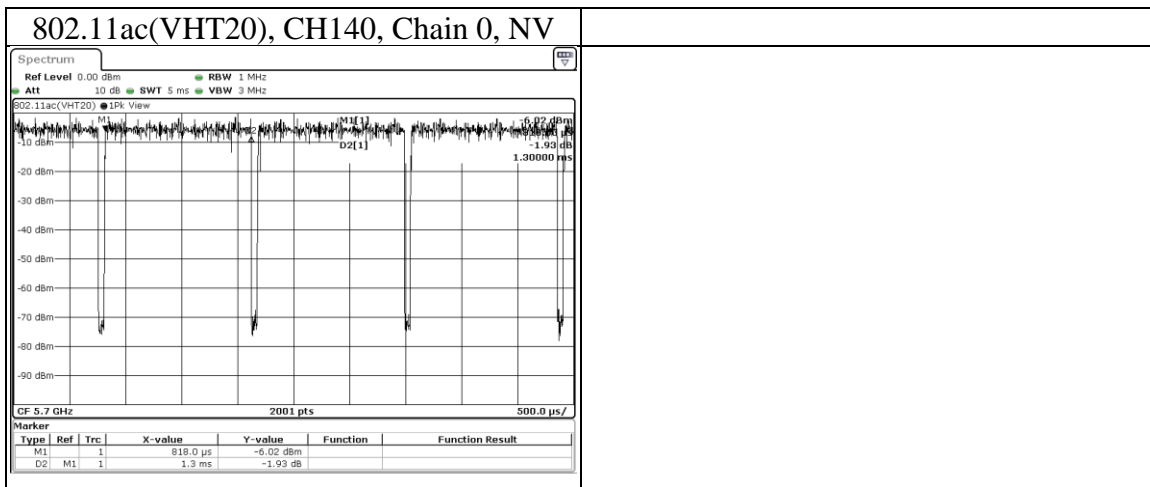 802.11ac(VHT20), CH140, Chain 0, NV
Spectrum
Ref Level 0.00 dBm RBW 1 MHz
Att 10 dB SWT 5 ms VBW 3 MHz
802.11ac(VHT20) 1Pk View
M1 M1[1] -6.02 dBm
D2[1] -1.93 dB
1.30000 ms
-10 dBm
-20 dBm
-30 dBm
-40 dBm
-50 dBm
-60 dBm
-70 dBm
-80 dBm
-90 dBm
CF 5.7 GHz 2001 pts 500.0 µs/
Marker
Type Ref Trc X-value Y-value Function Function Result
M1 1 818.0 µs -6.02 dBm
D2 M1 1 1.3 ms -1.93 dB